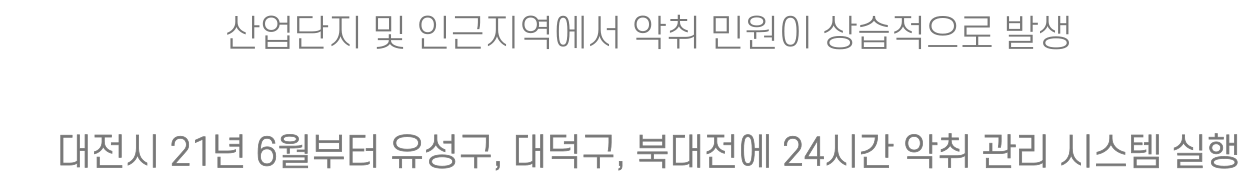 산업단지 및 인근지역에서 악취 민원이 상습적으로 발생
대전시 21년 6월부터 유성구, 대덕구, 북대전에 24시간 악취 관리 시스템 실행